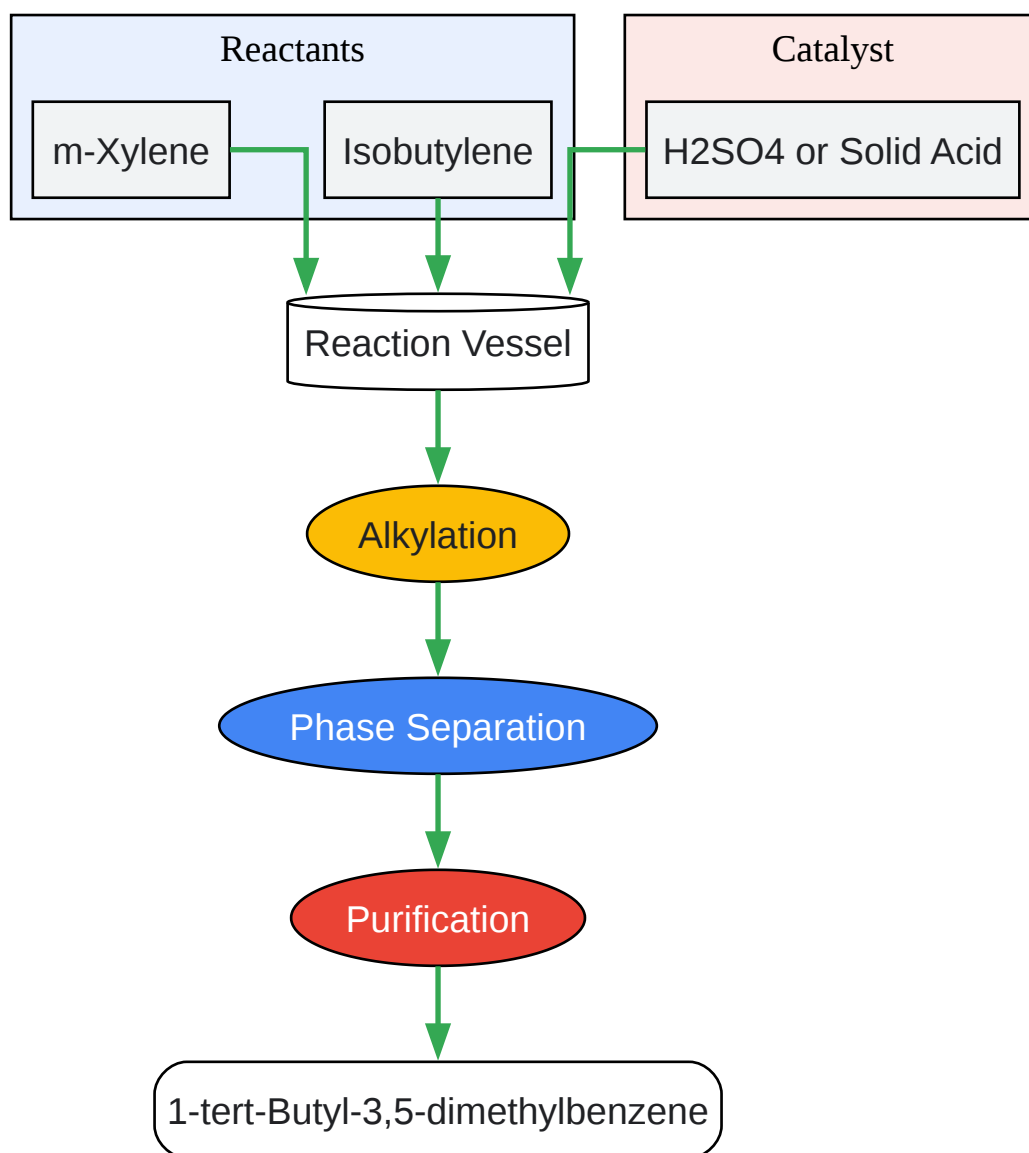 Reactants
Catalyst
m-Xylene
Isobutylene
H2SO4 or Solid Acid
Reaction Vessel
Alkylation
Phase Separation
Purification
1-tert-Butyl-3,5-dimethylbenzene